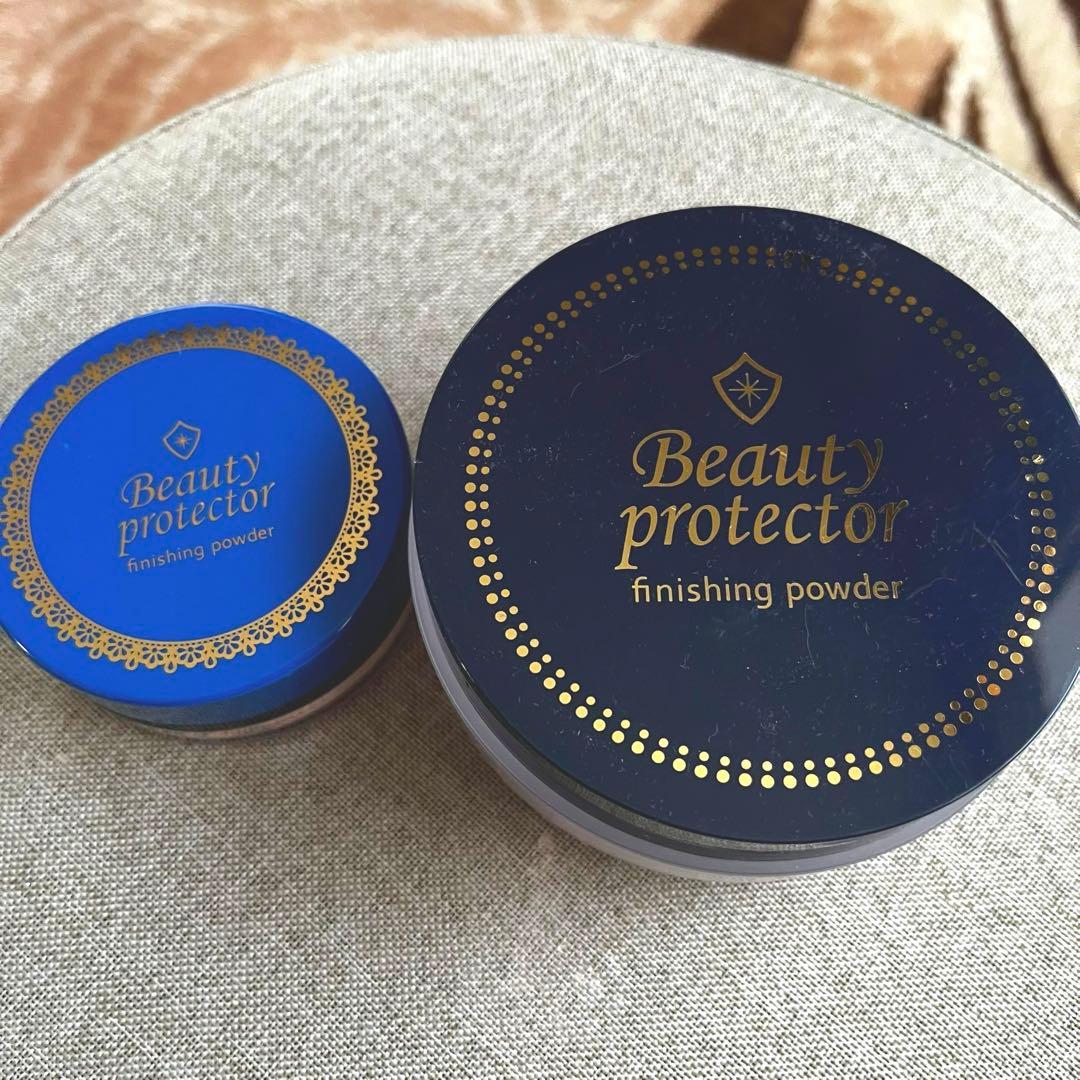 Beauty
protector
finishing powder
Beauty
protector
finishing powder